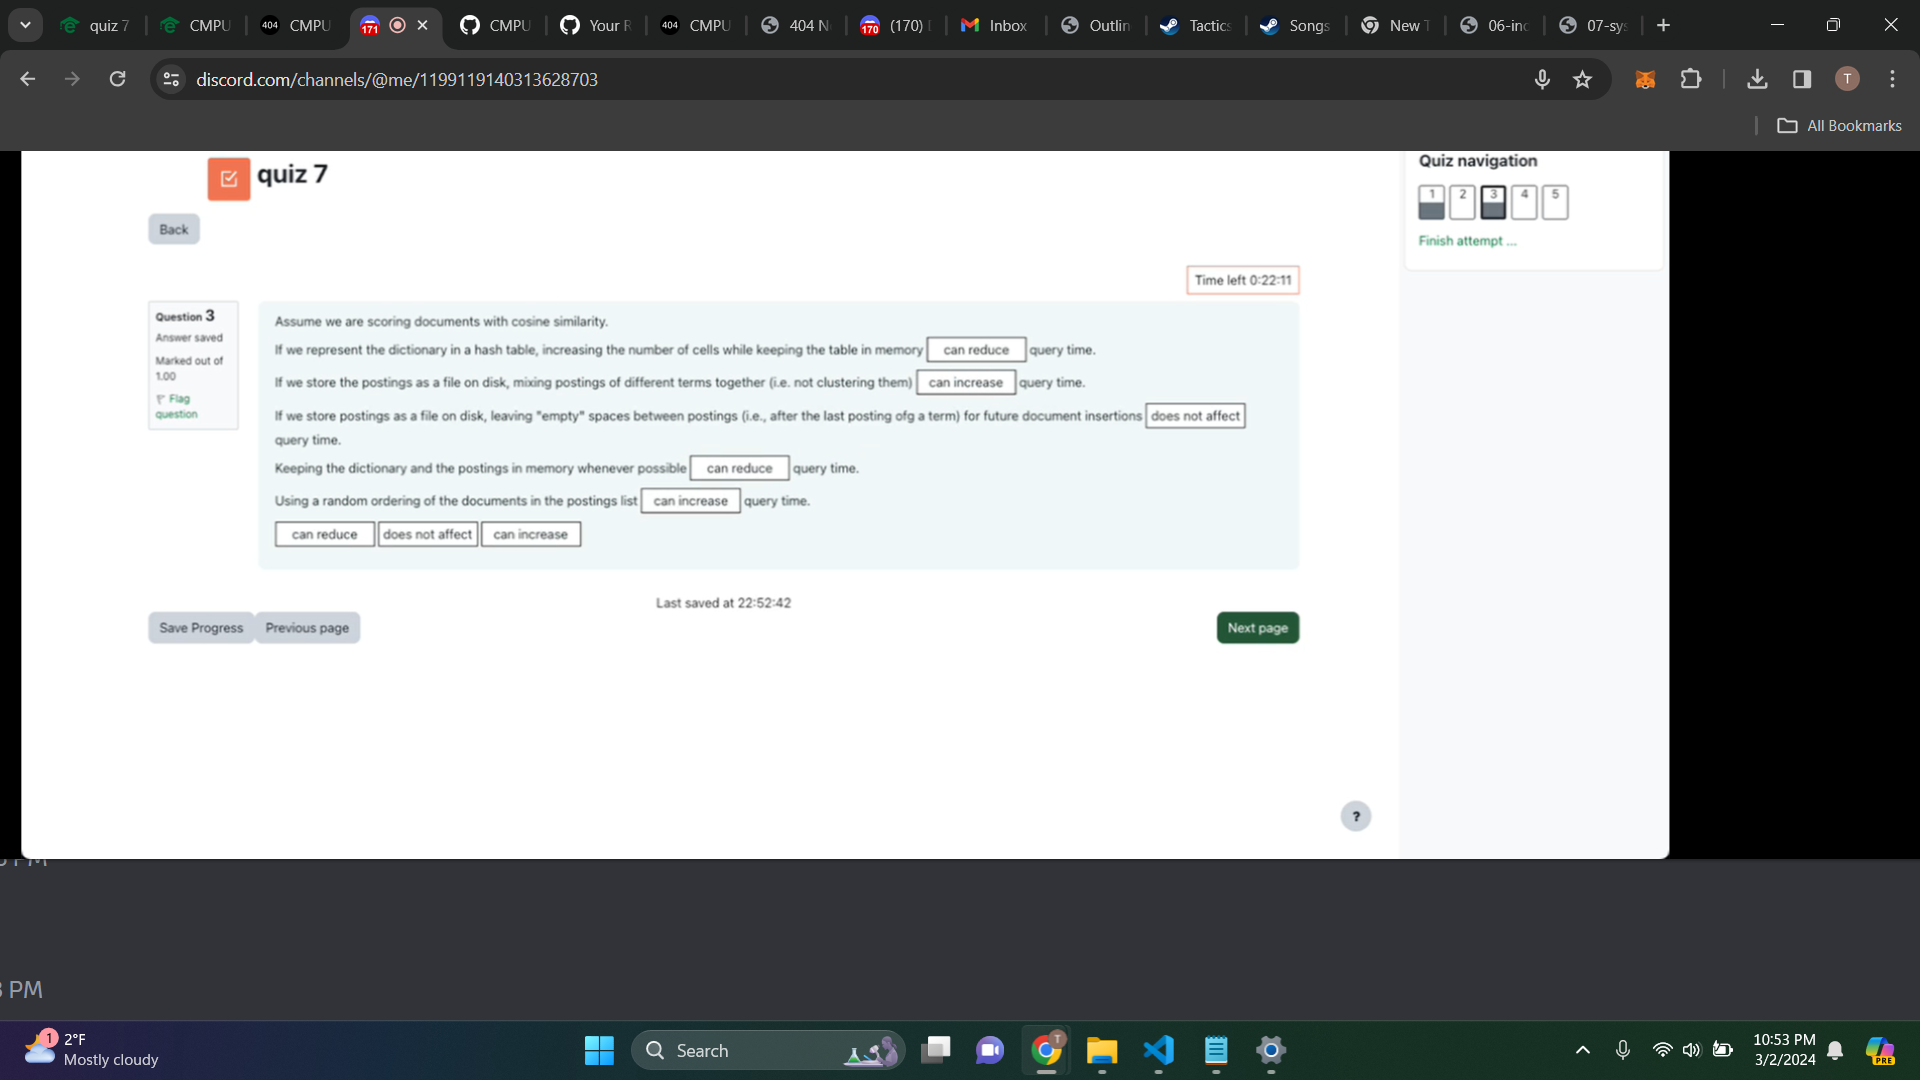 quiz 7
CMPU
404
CMPU
171
CMPU
Your R
404
CMPU
404 N
170
(170)
Inbox
Outlin
Tactics
Songs
New T
06-inc
07-sys
discord.com/channels/@me/1199119140313628703
T
All Bookmarks
quiz 7
Quiz navigation
1 2 3 4 5
Back
Finish attempt ...
Time left 0:22:11
Question 3
Answer saved
Marked out of
1.00
Flag
question
Assume we are scoring documents with cosine similarity.
If we represent the dictionary in a hash table, increasing the number of cells while keeping the table in memory can reduce query time.
If we store the postings as a file on disk, mixing postings of different terms together (i.e. not clustering them) can increase query time.
If we store postings as a file on disk, leaving "empty" spaces between postings (i.e., after the last posting ofg a term) for future document insertions does not affect
query time.
Keeping the dictionary and the postings in memory whenever possible can reduce query time.
Using a random ordering of the documents in the postings list can increase query time.
can reduce does not affect can increase
Last saved at 22:52:42
Save Progress Previous page Next page
?
PM
1
2°F
Mostly cloudy
Search
T
10:53 PM
3/2/2024
PRE